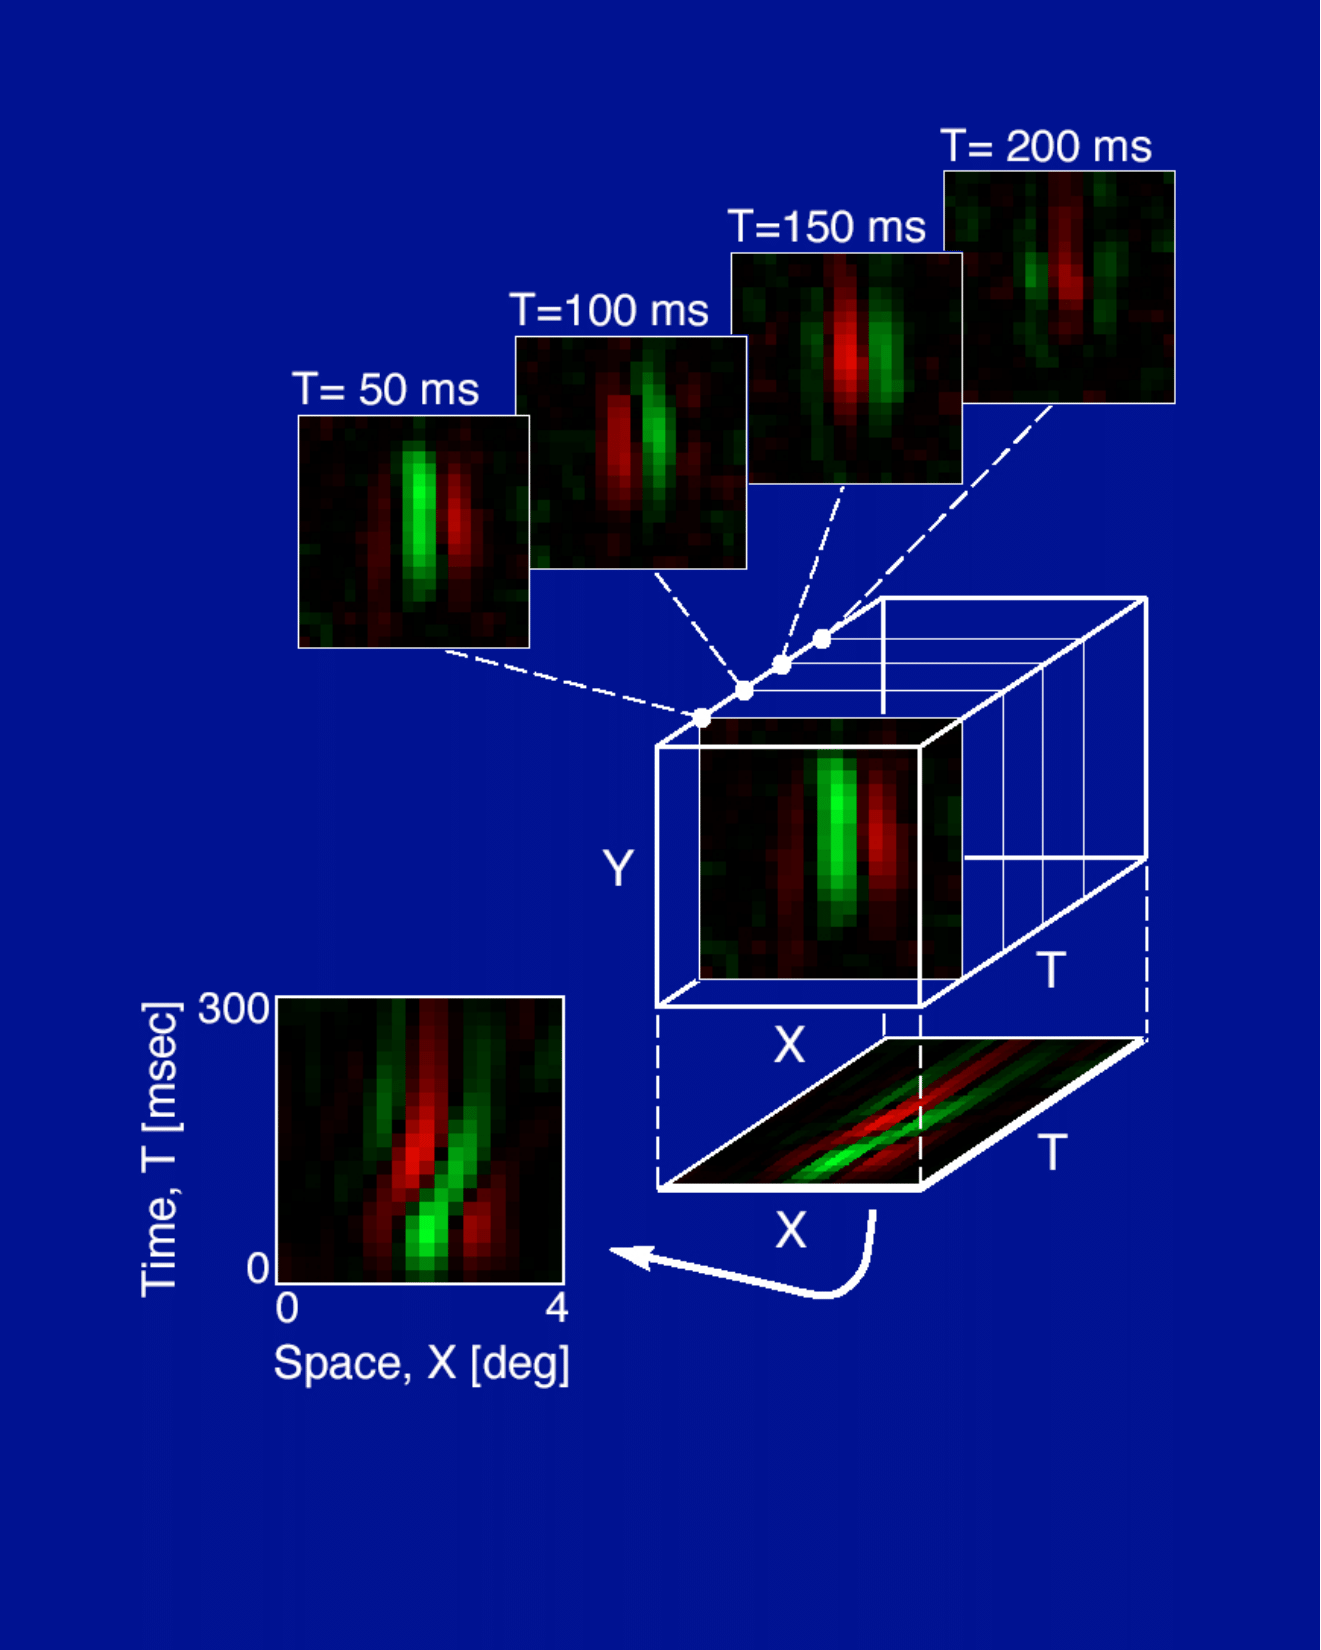 T= 200 ms
T=150 ms
T=100 ms
T= 50 ms
Y
T
X
T
X
Time, T [msec]
300
0
0
4
Space, X [deg]